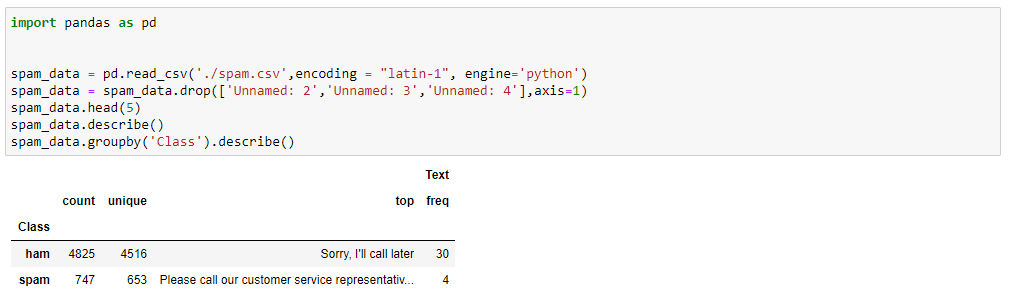 import pandas as pd
spam_data = pd.read_csv('./spam.csv',encoding = "latin-1", engine='python')
spam_data = spam_data.drop(['Unnamed: 2','Unnamed: 3','Unnamed: 4'],axis=1)
spam_data.head(5)
spam_data.describe()
spam_data.groupby('Class').describe()
Text
count unique top freq
Class
ham 4825 4516 Sorry, I'll call later 30
spam 747 653 Please call our customer service representativ... 4